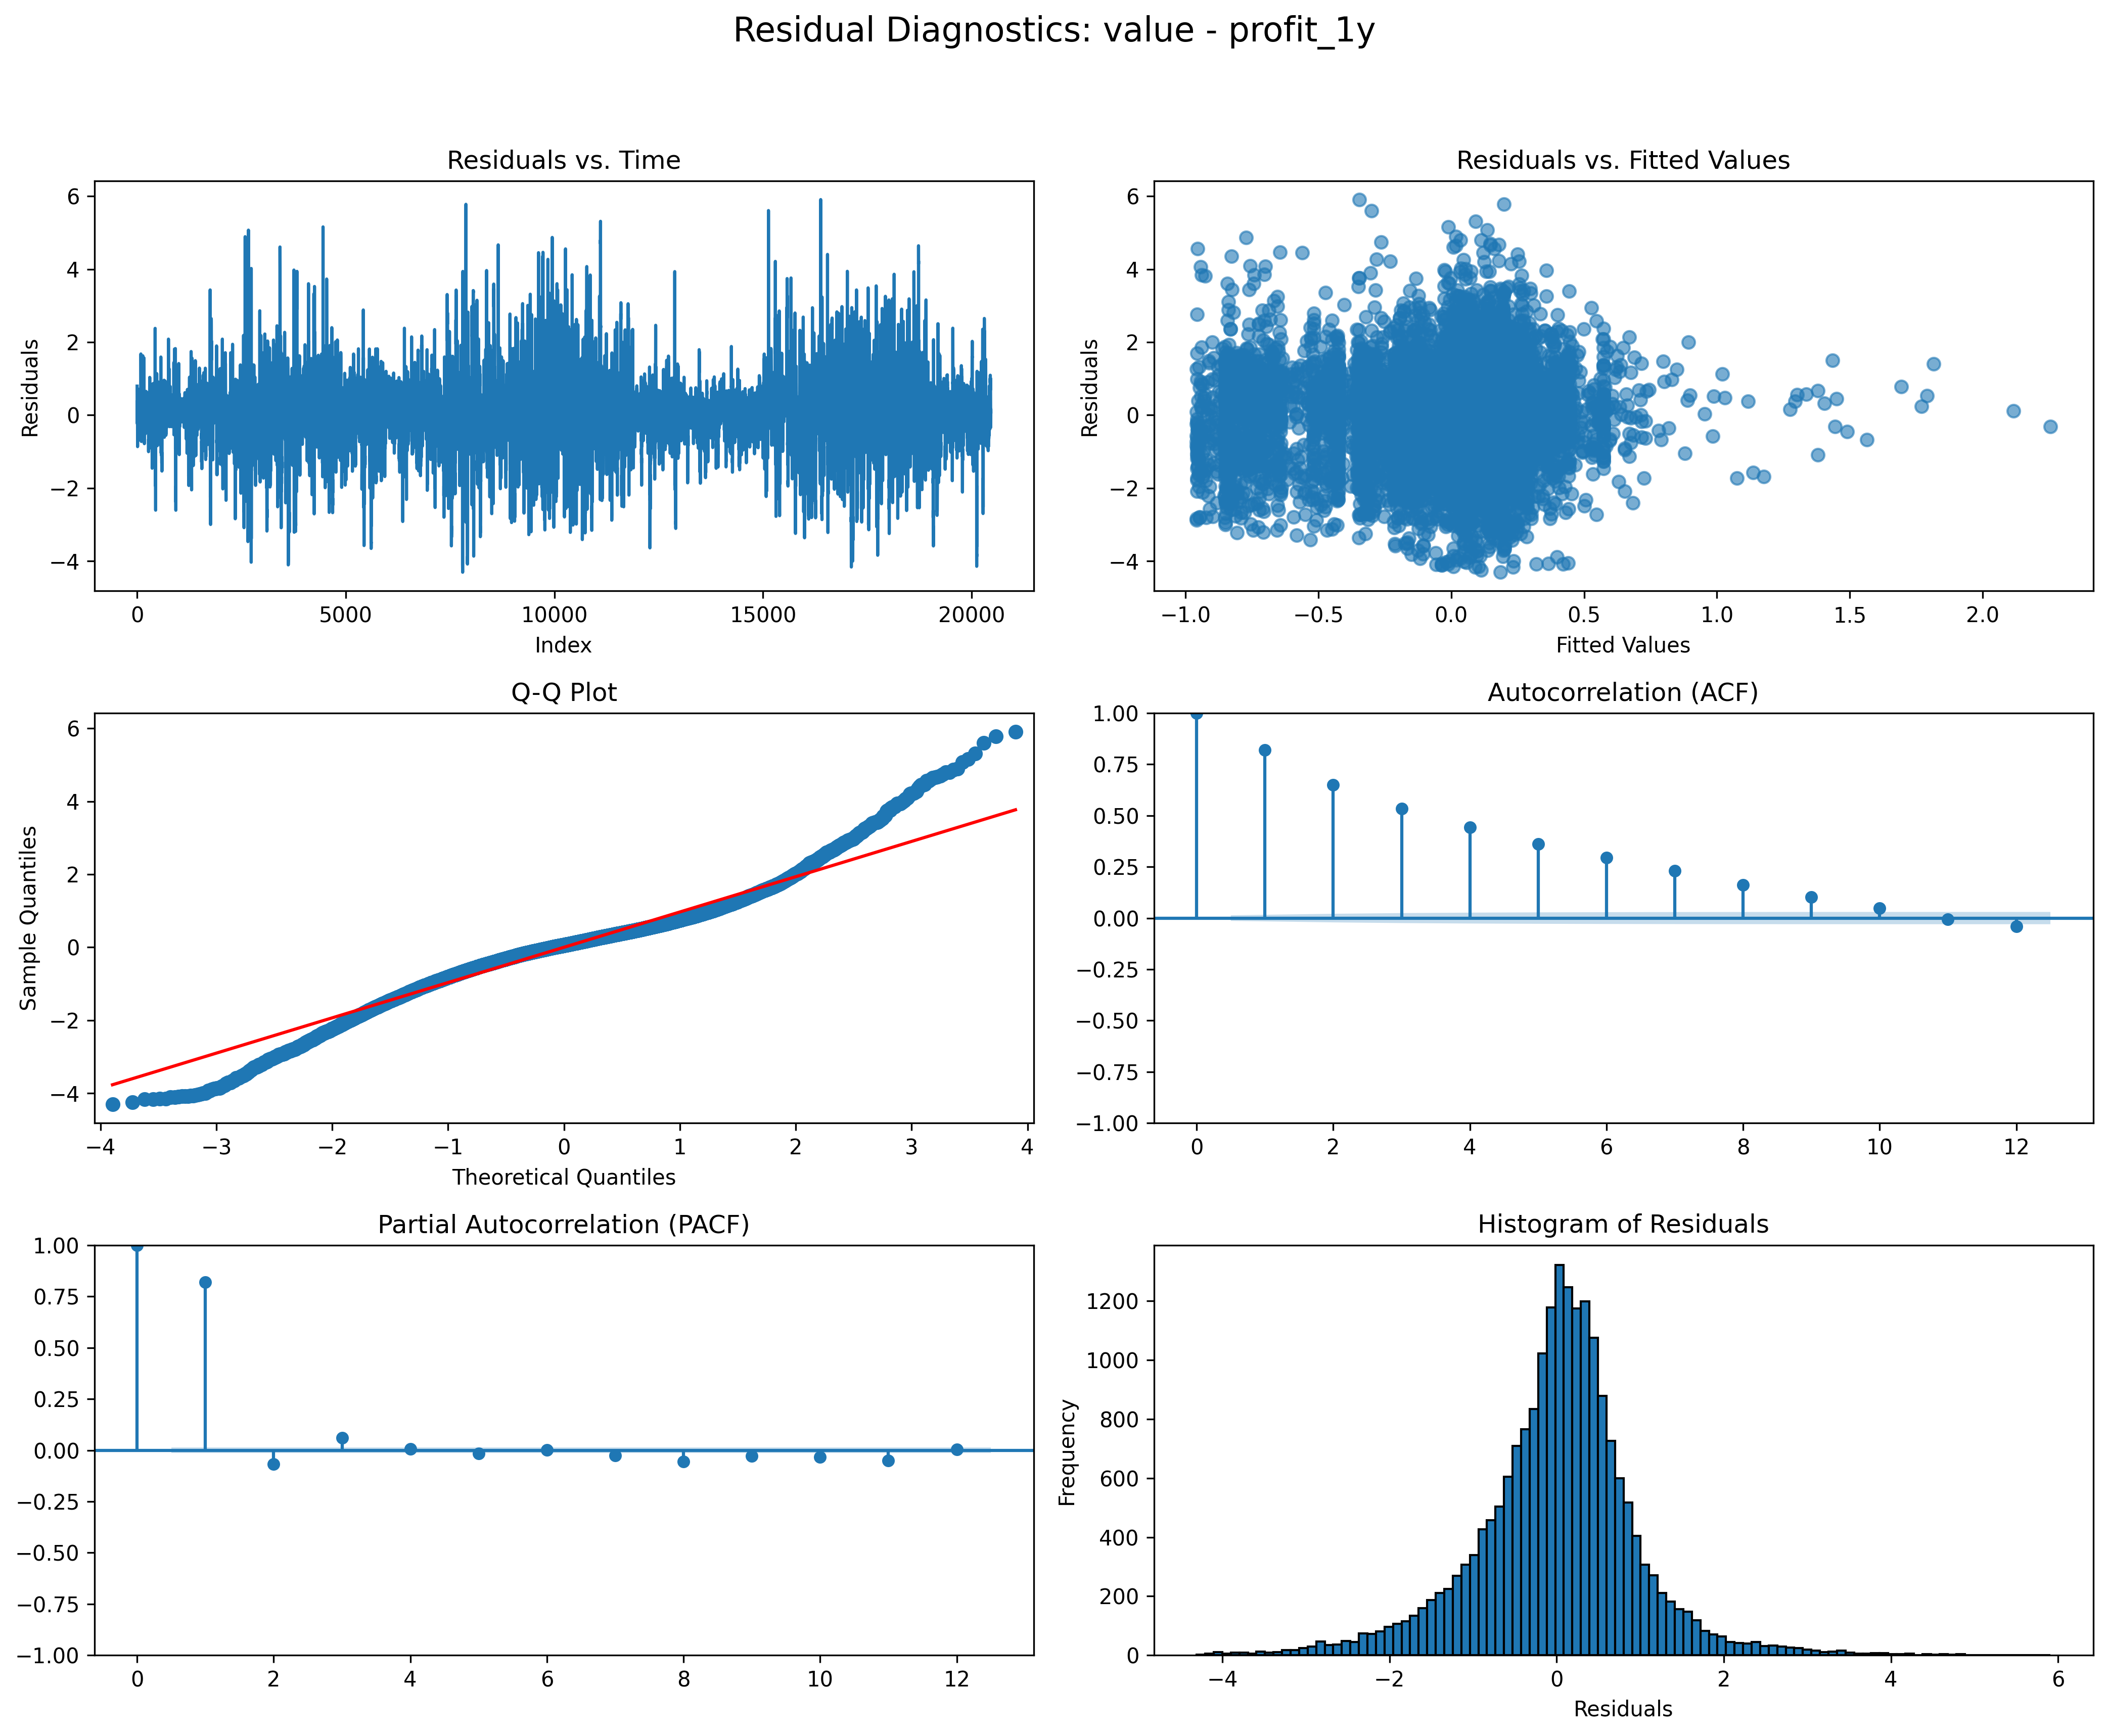 Residual Diagnostics: value - profit_1y
Residuals vs. Time
Residuals
6
4
2
0
−2
−4
0 5000 10000 15000 20000
Index
Residuals vs. Fitted Values
Residuals
6
4
2
0
−2
−4
−1.0 −0.5 0.0 0.5 1.0 1.5 2.0
Fitted Values
Q-Q Plot
Sample Quantiles
6
4
2
0
−2
−4
−4 −3 −2 −1 0 1 2 3 4
Theoretical Quantiles
Autocorrelation (ACF)
1.00
0.75
0.50
0.25
0.00
−0.25
−0.50
−0.75
−1.00
0 2 4 6 8 10 12
Partial Autocorrelation (PACF)
1.00
0.75
0.50
0.25
0.00
−0.25
−0.50
−0.75
−1.00
0 2 4 6 8 10 12
Histogram of Residuals
Frequency
1200
1000
800
600
400
200
0
−4 −2 0 2 4 6
Residuals